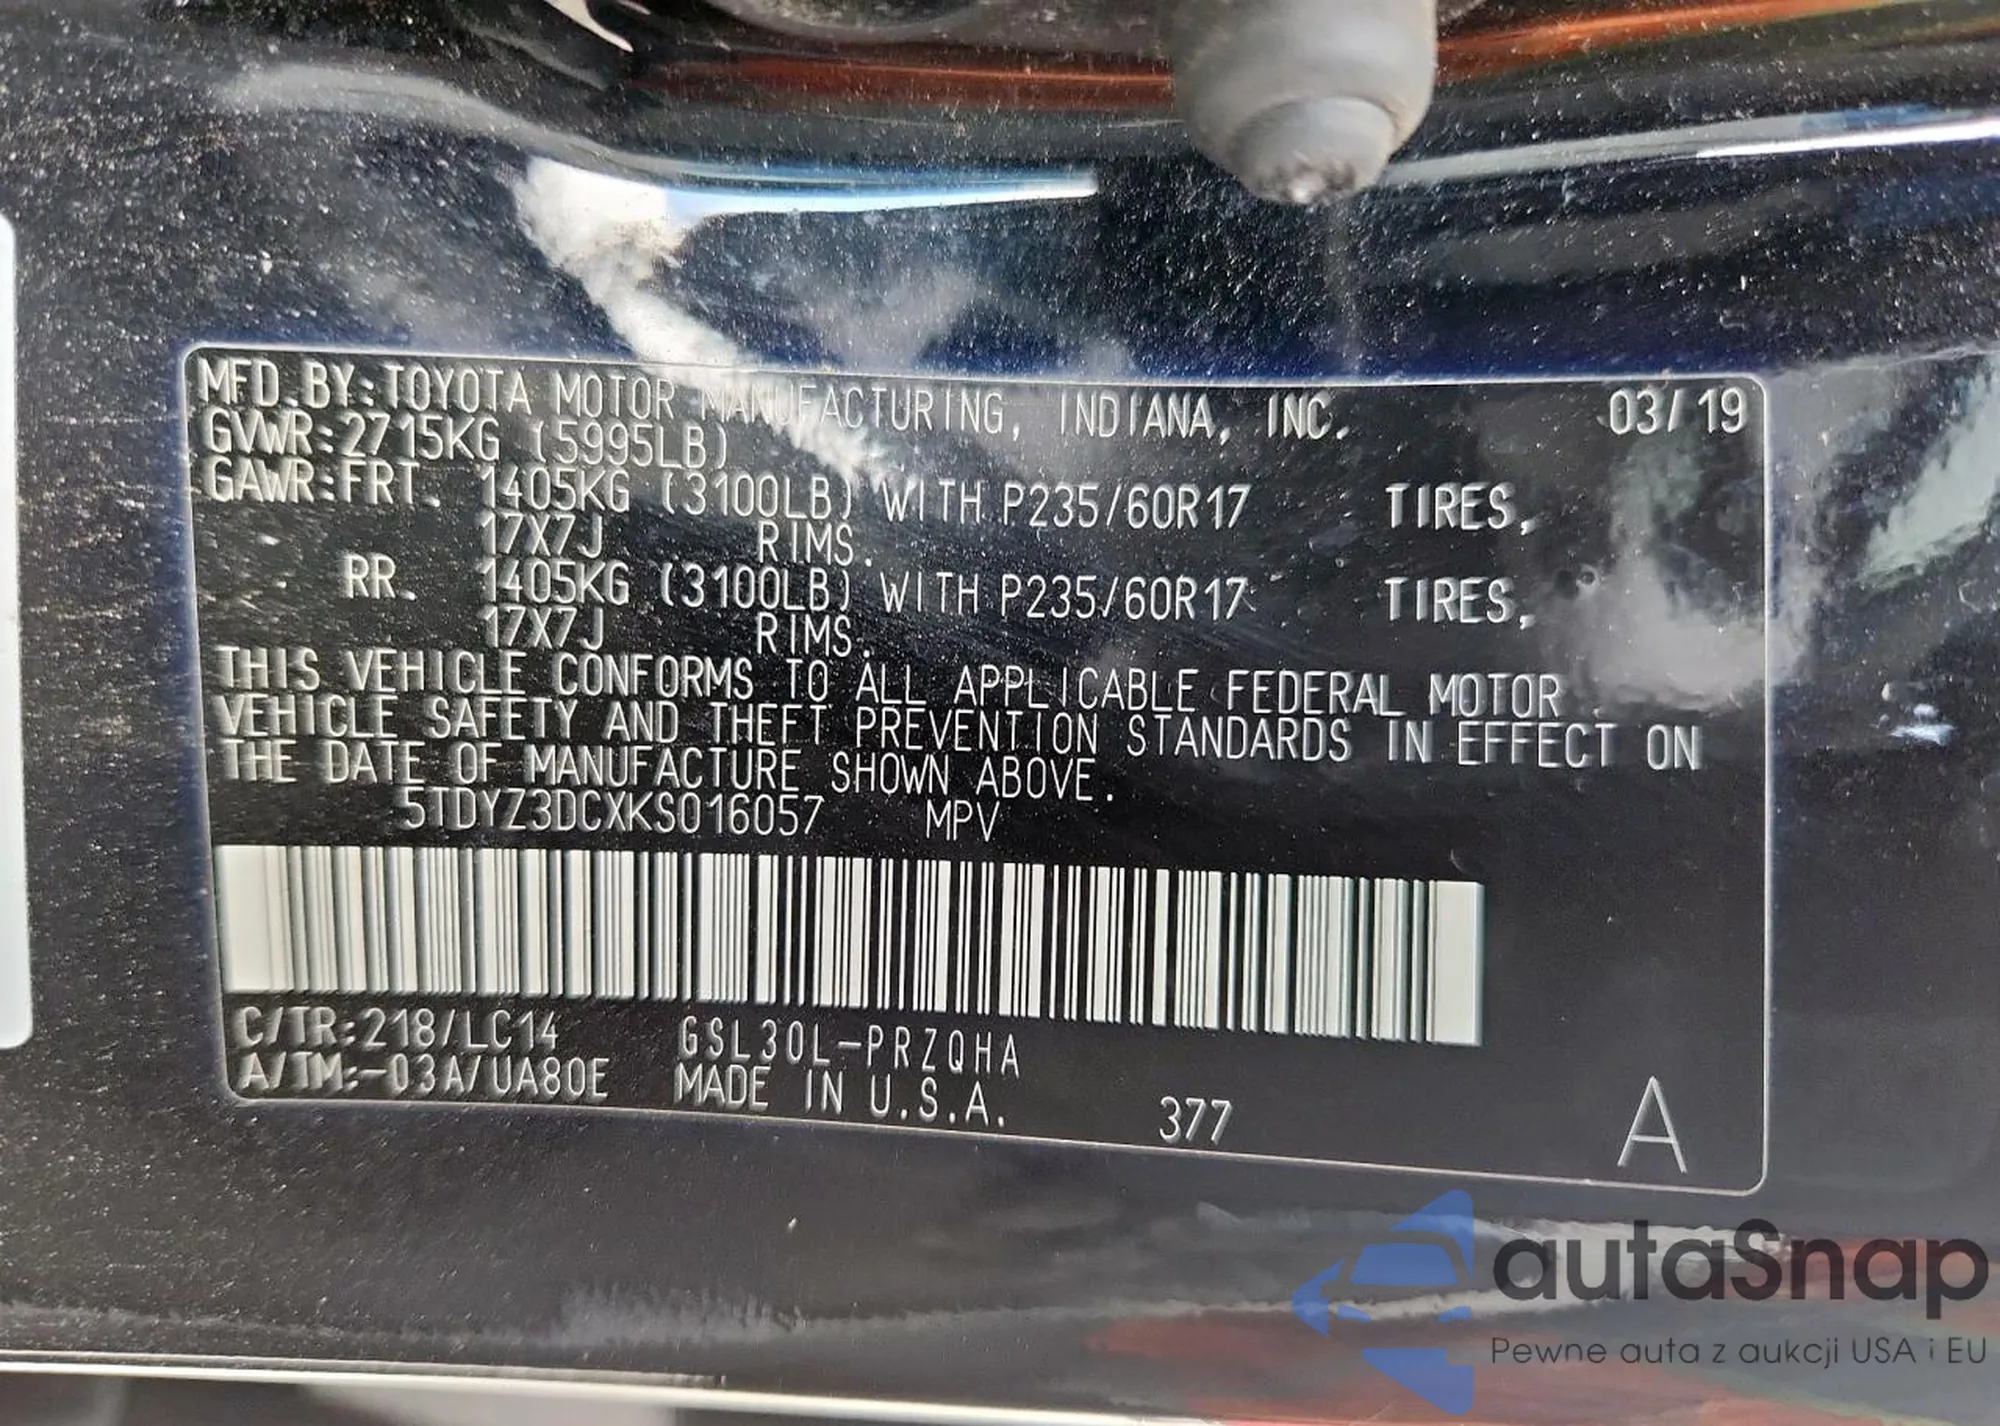 MFD. BY: TOYOTA MOTOR MANUFACTURING, INDIANA, INC. 03/19
GVWR: 2715KG (5995LB)
GAWR: FRT. 1405KG (3100LB) WITH P235/60R17 TIRES,
17X7J RIMS.
RR. 1405KG (3100LB) WITH P235/60R17 TIRES,
17X7J RIMS.
THIS VEHICLE CONFORMS TO ALL APPLICABLE FEDERAL MOTOR
VEHICLE SAFETY AND THEFT PREVENTION STANDARDS IN EFFECT ON
THE DATE OF MANUFACTURE SHOWN ABOVE.
5TDYZ3DCXKS016057 MPV
C/TR: 218/LC14 GSL30L-PRZQHA
A/TM: -03A/UA80E MADE IN U.S.A. 377 A
autaSnap
Pewne auta z aukcji USA i EU